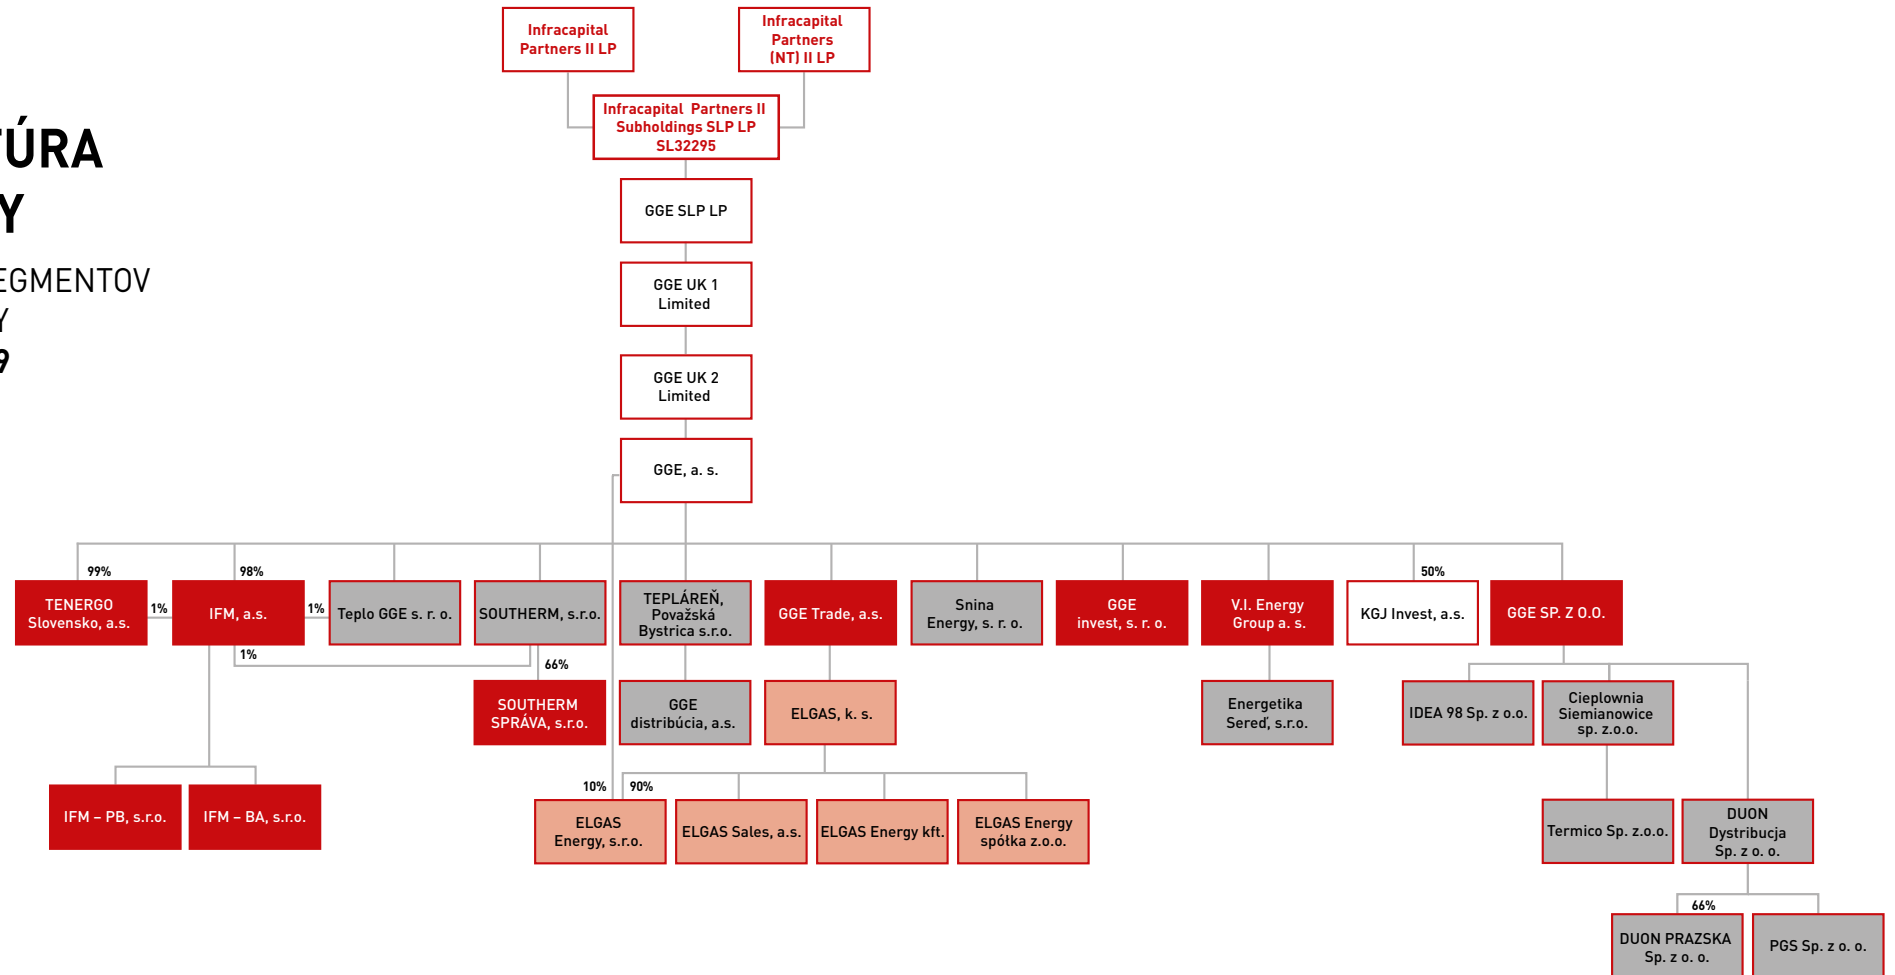 Infracapital
Partners II LP
Infracapital
Partners
(NT) II LP
Infracapital Partners II
Subholdings SLP LP
SL32295
TÚRA
Y
EGMENTOV
Y
9
GGE SLP LP
GGE UK 1
Limited
GGE UK 2
Limited
GGE, a. s.
99%
98%
50%
TENERGO
Slovensko, a.s.
1%
IFM, a.s.
1%
Teplo GGE s. r. o.
SOUTHERM, s.r.o.
TEPLÁREŇ,
Považská
Bystrica s.r.o.
GGE Trade, a.s.
Snina
Energy, s. r. o.
GGE
invest, s. r. o.
V.I. Energy
Group a. s.
KGJ Invest, a.s.
GGE SP. Z O.O.
1%
66%
SOUTHERM
SPRÁVA, s.r.o.
GGE
distribúcia, a.s.
ELGAS, k. s.
Energetika
Sereď, s.r.o.
IDEA 98 Sp. z o.o.
Cieplownia
Siemianowice
sp. z.o.o.
10%
90%
IFM – PB, s.r.o.
IFM – BA, s.r.o.
ELGAS
Energy, s.r.o.
ELGAS Sales, a.s.
ELGAS Energy kft.
ELGAS Energy
spółka z.o.o.
Termico Sp. z.o.o.
DUON
Dystribucja
Sp. z o. o.
66%
DUON PRAZSKA
Sp. z o. o.
PGS Sp. z o. o.